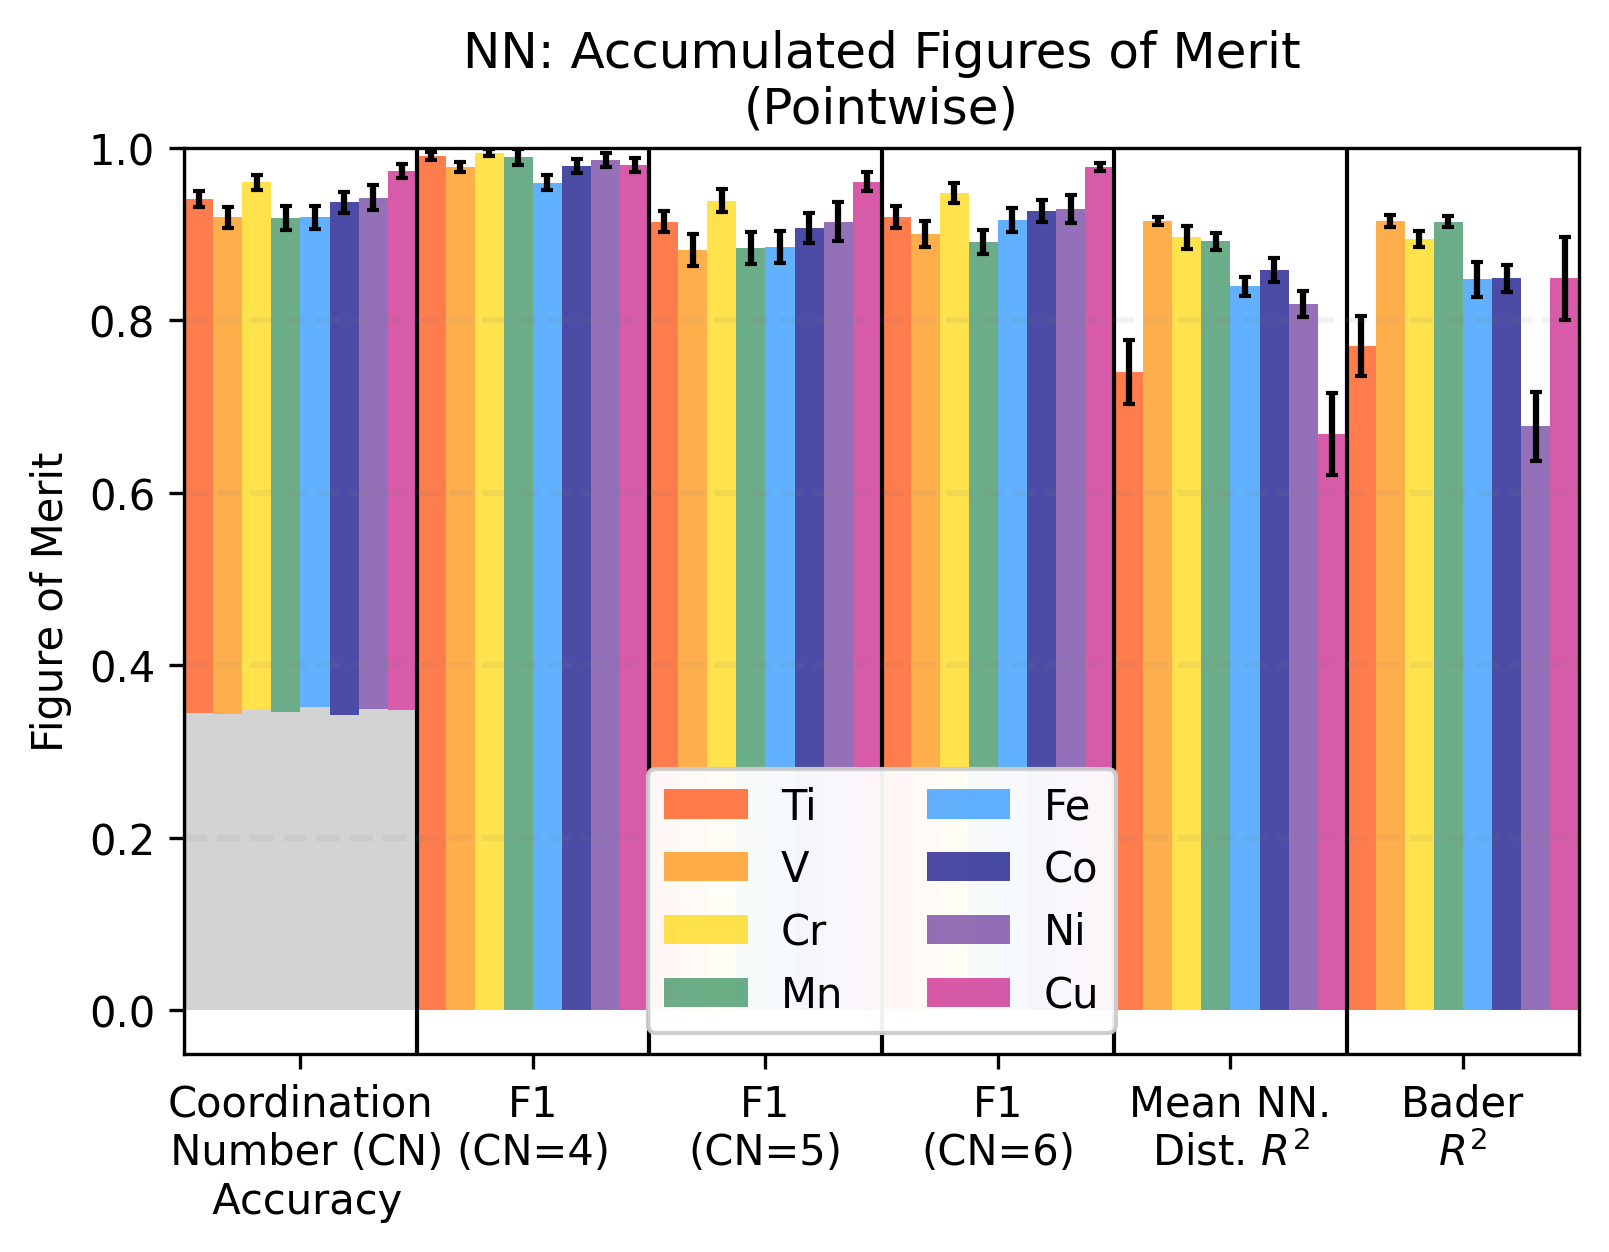 NN: Accumulated Figures of Merit
(Pointwise)
Figure of Merit
1.0
0.8
0.6
0.4
0.2
0.0
Ti
V
Cr
Mn
Fe
Co
Ni
Cu
Coordination
Number (CN)
Accuracy
F1
(CN=4)
F1
(CN=5)
F1
(CN=6)
Mean NN.
Dist. R²
Bader
R²